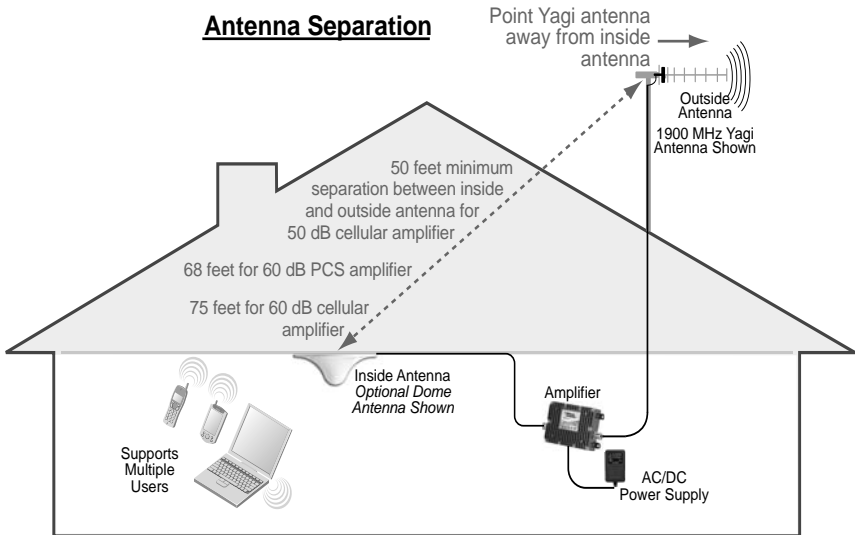 Antenna Separation
Point Yagi antenna
away from inside
antenna
Outside
Antenna
1900 MHz Yagi
Antenna Shown
50 feet minimum
separation between inside
and outside antenna for
50 dB cellular amplifier
68 feet for 60 dB PCS amplifier
75 feet for 60 dB cellular
amplifier
Inside Antenna
Optional Dome
Antenna Shown
Amplifier
Supports
Multiple
Users
AC/DC
Power Supply